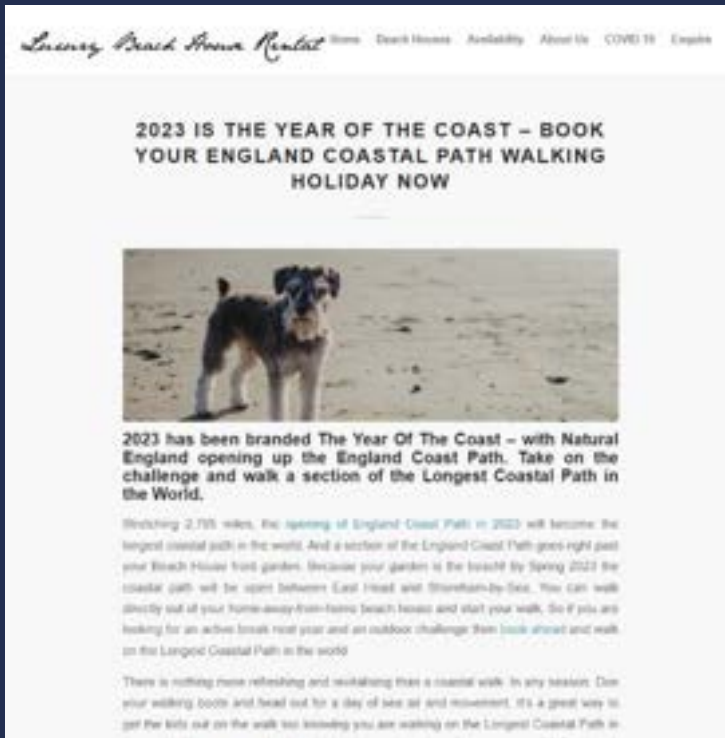 Luxury Beach House Rental Home Beach Houses Availability About Us COVID 19 Enquire
2023 IS THE YEAR OF THE COAST – BOOK
YOUR ENGLAND COASTAL PATH WALKING
HOLIDAY NOW
2023 has been branded The Year Of The Coast – with Natural
England opening up the England Coast Path. Take on the
challenge and walk a section of the Longest Coastal Path in
the World.
Stretching 2,795 miles, the opening of England Coast Path in 2023 will become the
longest coastal path in the world. And a section of the England Coast Path goes right past
your Beach House front garden. Because your garden is the beach! By Spring 2023 the
coastal path will be open between East Head and Shoreham-by-Sea. You can walk
directly out of your home-away-from-home beach house and start your walk. So if you are
looking for an active break next year and an outdoor challenge then book ahead and walk
on the Longest Coastal Path in the world
There is nothing more refreshing and revitalising than a coastal walk. In any season. Don
your walking boots and head out for a day of sea air and movement. It's a great way to
get the kids out on the walk too knowing you are walking on the Longest Coastal Path in